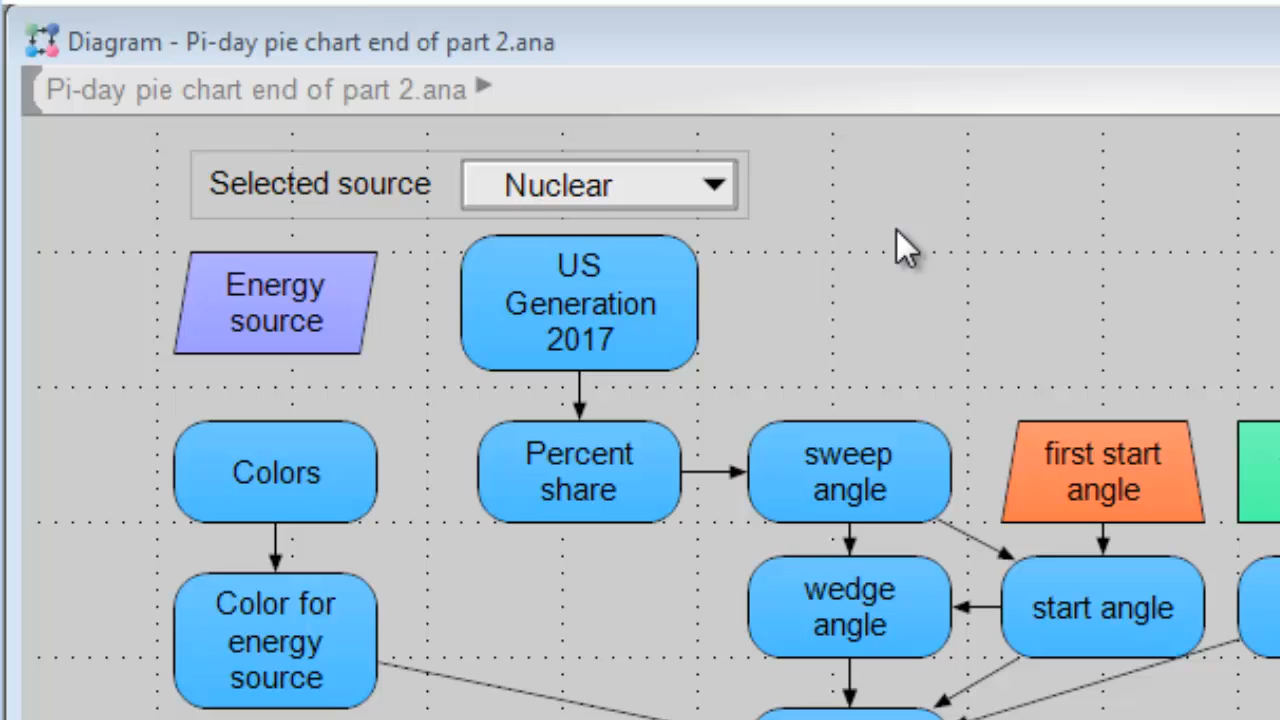 Diagram - Pi-day pie chart end of part 2.ana
Pi-day pie chart end of part 2.ana
Selected source
Nuclear
Energy
source
US
Generation
2017
Colors
Percent
share
sweep
angle
first start
angle
Color for
energy
source
wedge
angle
start angle